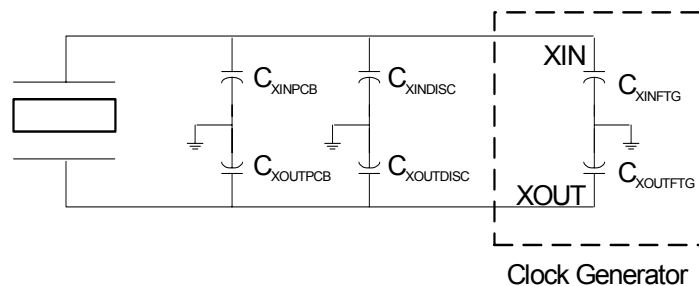 XIN
CXINPCB
CXINDISC
CXINFTG
CXOUTPCB
CXOUTDISC
CXOUTFTG
XOUT
Clock Generator